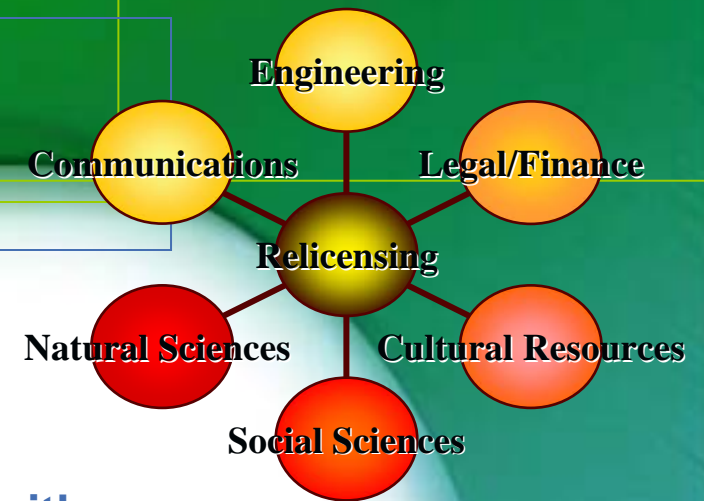 Engineering
Communications
Legal/Finance
Relicensing
Natural Sciences
Cultural Resources
Social Sciences